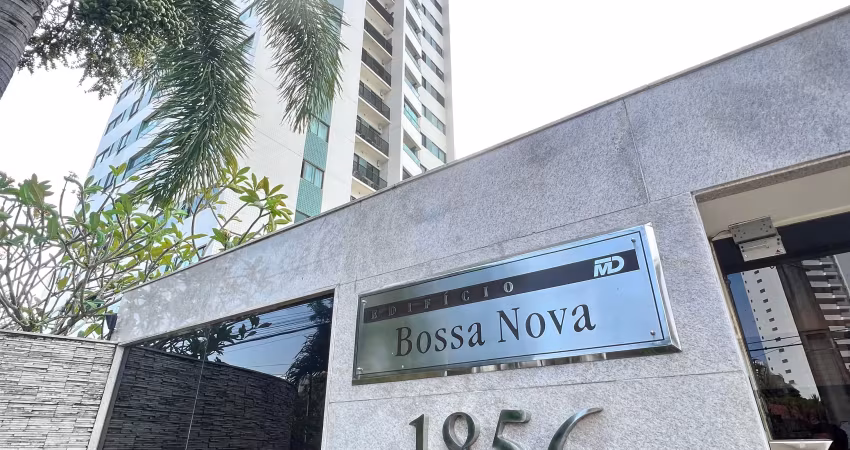 EDIFÍCIO
MD
Bossa Nova
1856